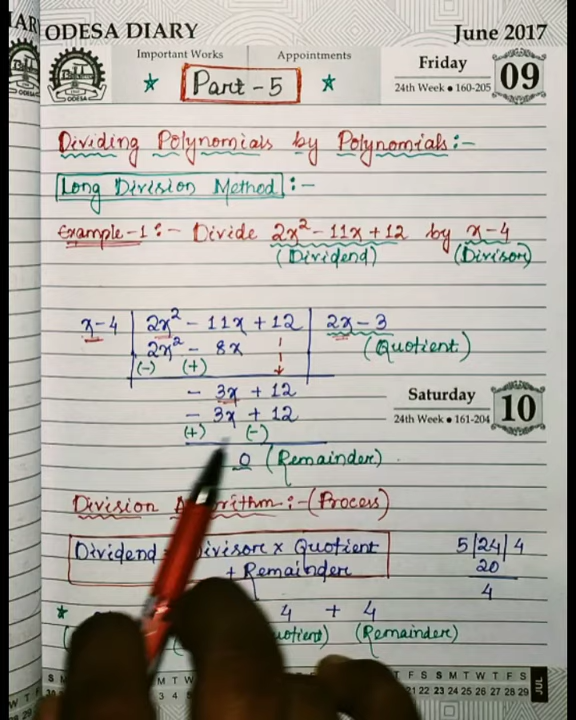 ODESA DIARY
June 2017
Important Works
Appointments
Friday
09
24th Week • 160-205
Part - 5
Dividing Polynomials by Polynomials:-
Long Division Method :-
Example-1:- Divide 2x² - 11x + 12 by x - 4
(Dividend) (Divisor)
x-4 | 2x² - 11x + 12 | 2x - 3
2x² - 8x (Quotient)
(-) (+)
- 3x + 12
- 3x + 12
(+) (-)
0 (Remainder)
Saturday
10
24th Week • 161-204
Division :- (Process)
Dividend Quotient
+ Remainder
5|24|4
20
4
4 + 4
(Remainder)
M T W T F S S
JUL